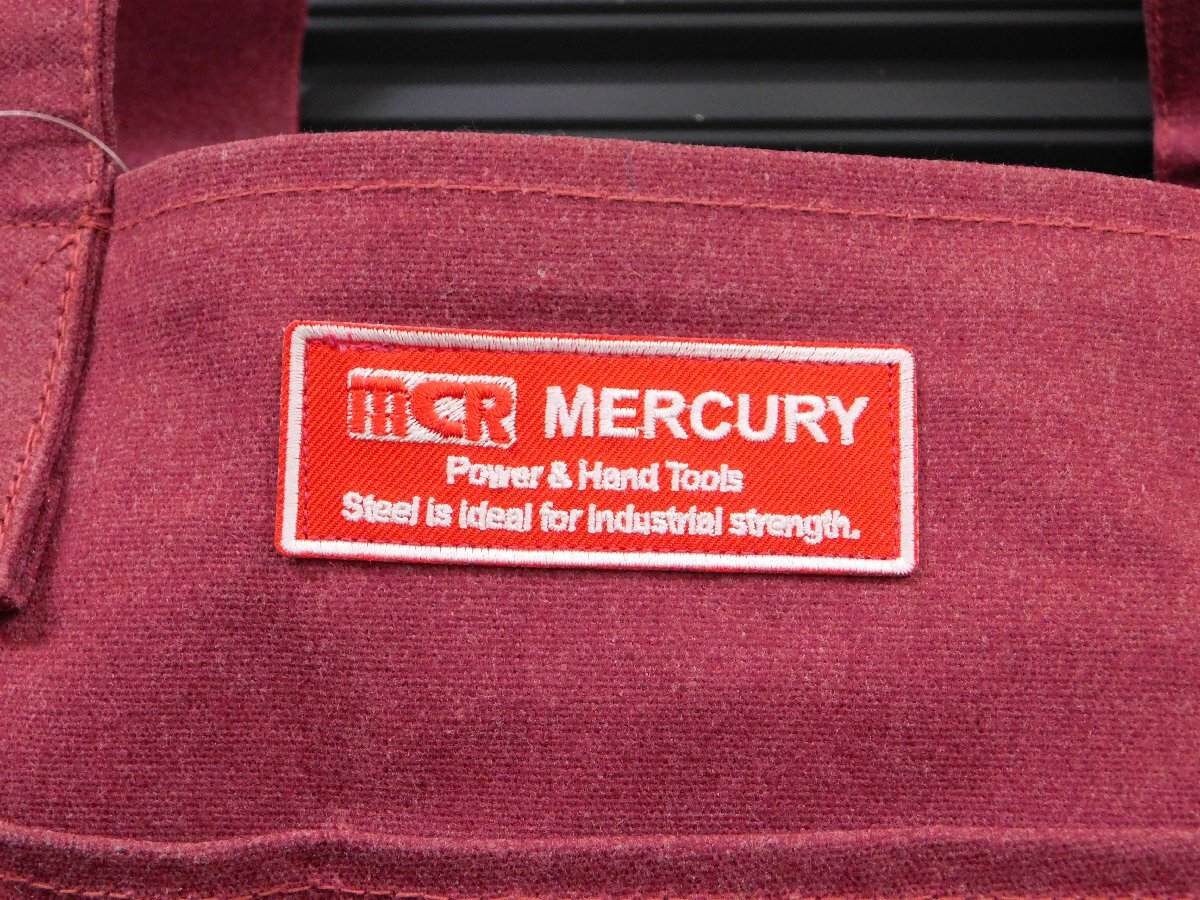 mCR MERCURY
Power & Hand Tools
Steel is ideal for industrial strength.